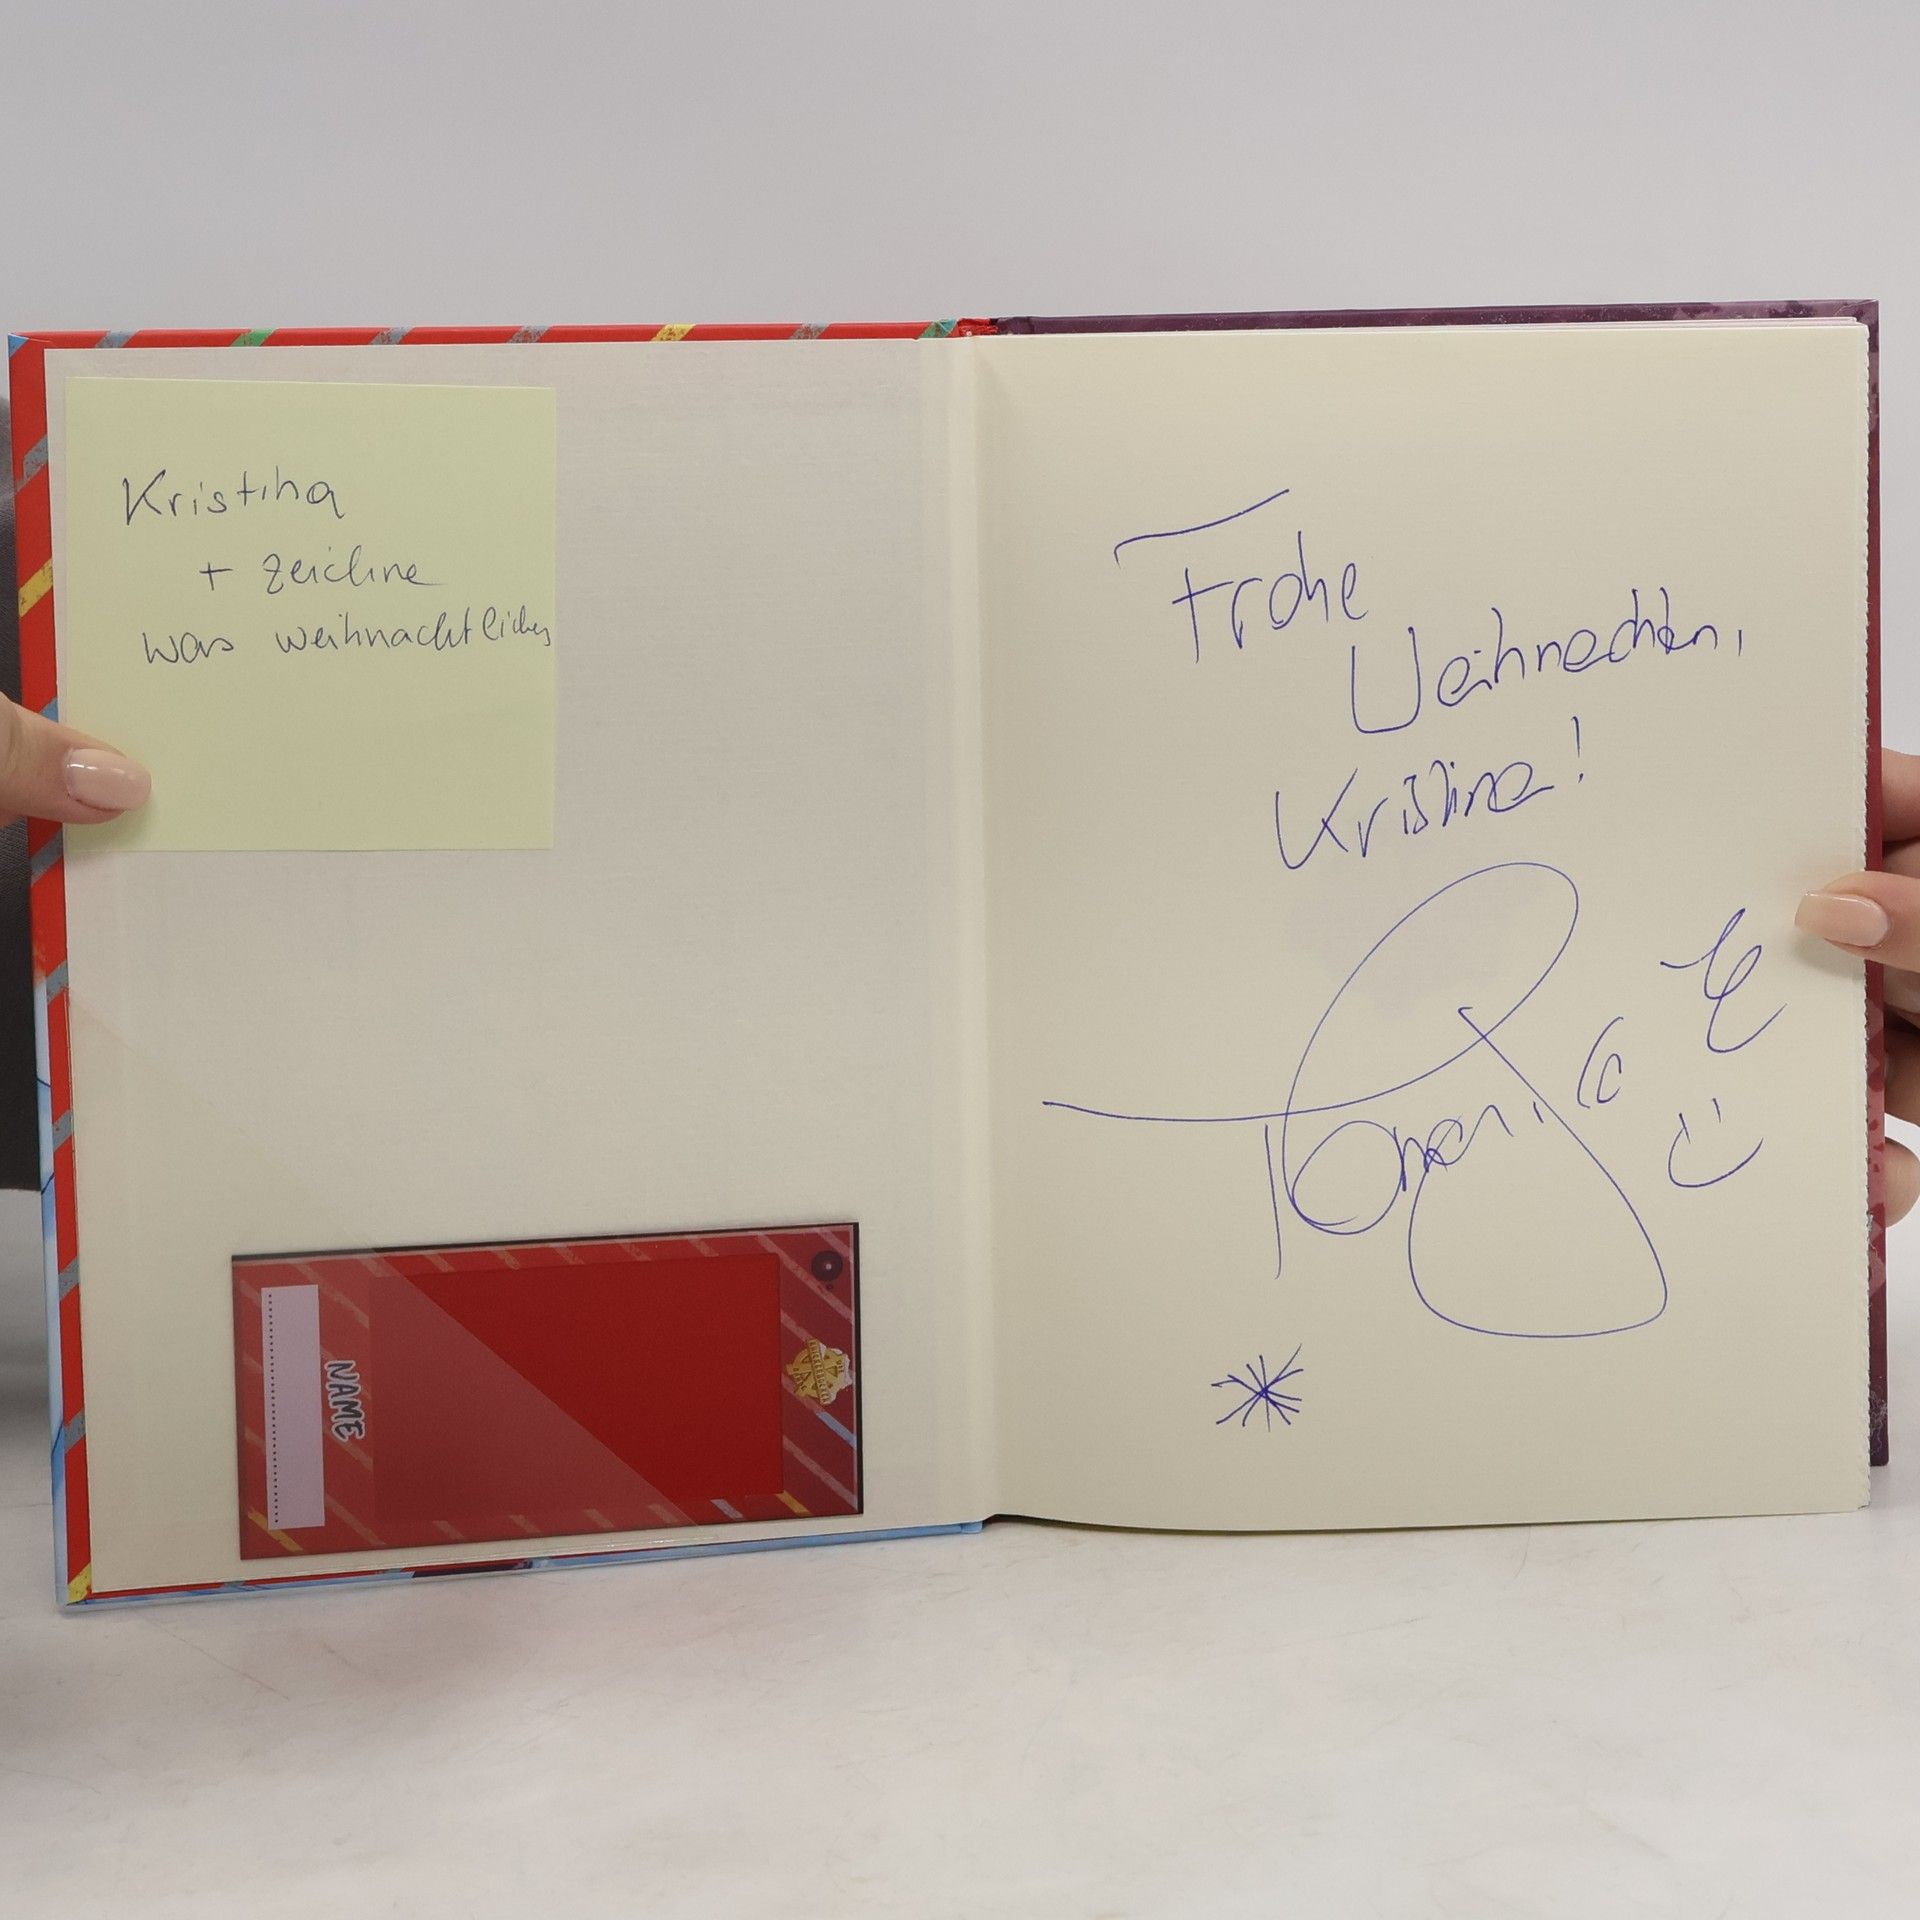 Kristina
+ zeichne
was weihnachtliches
Frohe
Weihnachten,
Kristina!
NAME